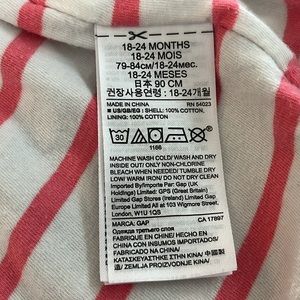 18-24 MONTHS
18-24 MOIS
79-84см/18-24мес.
18-24 MESES
日本 90 CM
권장사용연령 : 18-24개월
MADE IN CHINA RN 54023
■ US/GB/EG : SHELL: 100% COTTON,
LINING: 100% COTTON
30
1166
MACHINE WASH COLD/WASH AND DRY
INSIDE OUT/ ONLY NON-CHLORINE
BLEACH WHEN NEEDED/ TUMBLE DRY
LOW/ WARM IRON/ DO NOT DRY CLEAN
Imported By/Importe Par: Gap (UK
Holdings) Limited: GPS (Great Britain)
Limited: Gap Stores (Ireland) Limited
Limited All at 103 Wigmore Street,
London, W1U 1QS
MARCA: GAP CA 17897
Одежда третьего слоя
FABRIQUE EN CHINE/ HECHO EN
CHINA CON INSUMOS IMPORTADOS
DE CHINA/
ΚΑΤΑΣΚΕΥΑΣΤΗΚΕ ΣΤΗΝ ΚΙΝΑ/
ZEMLJA PROIZVODNJE KINA/